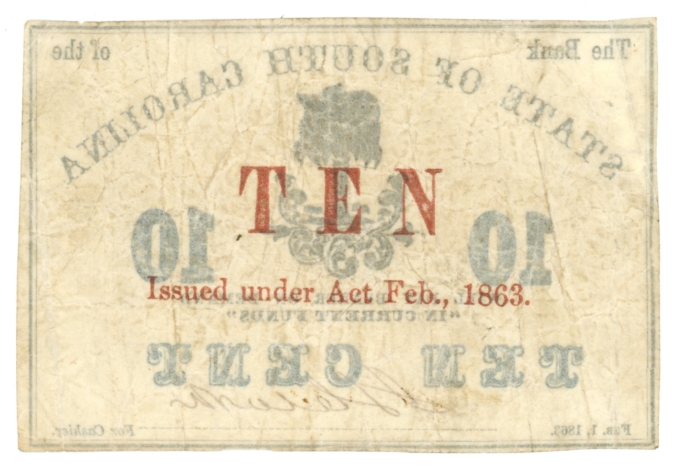 The Bank of the
STATE OF SOUTH CAROLINA
TEN
10 10
Issued under Act Feb., 1863.
"IN CURRENT FUNDS"
TEN CENT
FEB. 1, 1863. For Cashier.